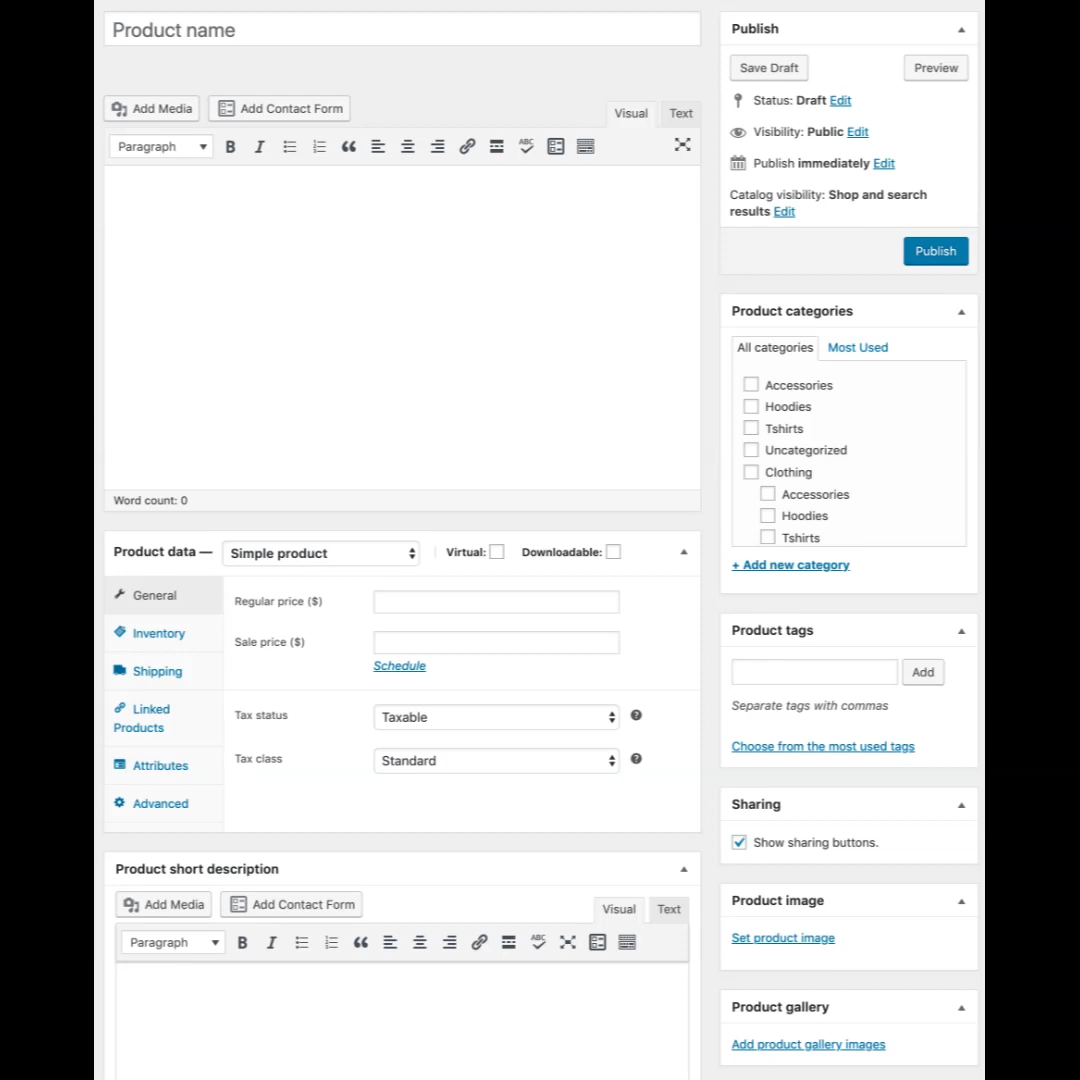 Product name
Add Media
Add Contact Form
Visual
Text
Paragraph
B
I
ABC
Word count: 0
Product data —
Simple product
Virtual:
Downloadable:
General
Inventory
Shipping
Linked
Products
Attributes
Advanced
Regular price ($)
Sale price ($)
Schedule
Tax status
Taxable
Tax class
Standard
Product short description
Add Media
Add Contact Form
Visual
Text
Paragraph
B
I
ABC
Publish
Save Draft
Preview
Status: Draft Edit
Visibility: Public Edit
Publish immediately Edit
Catalog visibility: Shop and search
results Edit
Publish
Product categories
All categories
Most Used
Accessories
Hoodies
Tshirts
Uncategorized
Clothing
Accessories
Hoodies
Tshirts
+ Add new category
Product tags
Add
Separate tags with commas
Choose from the most used tags
Sharing
Show sharing buttons.
Product image
Set product image
Product gallery
Add product gallery images